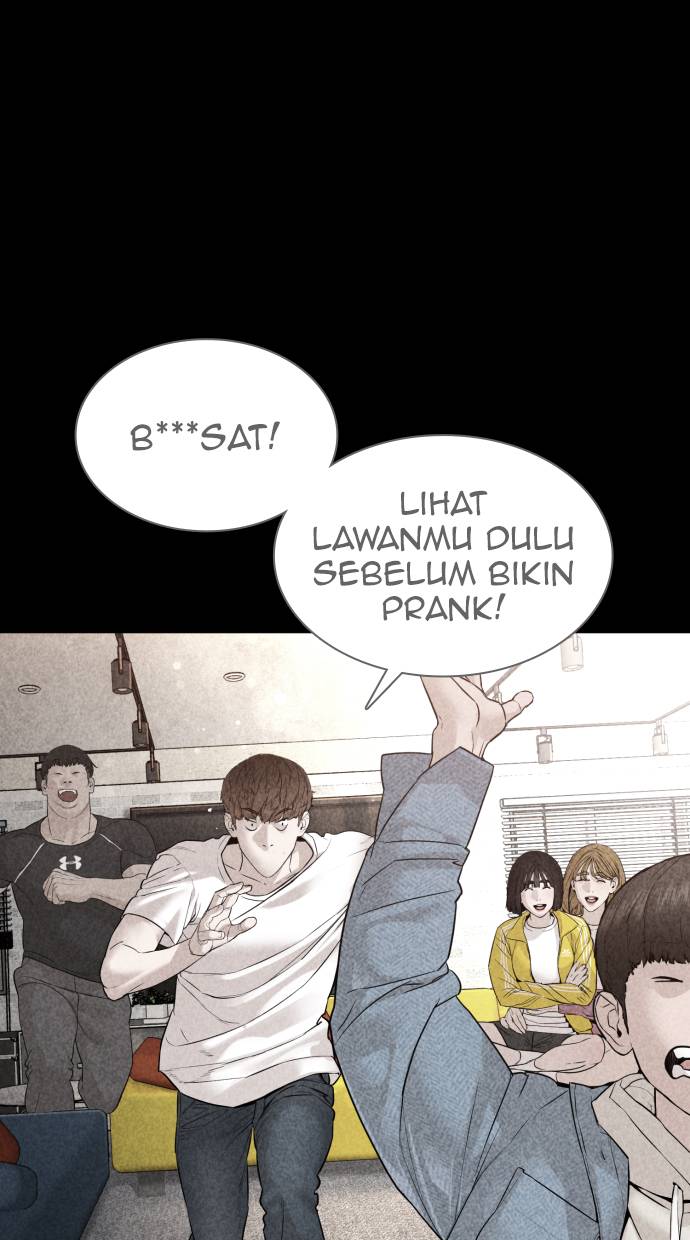 B***SAT!
LIHAT
LAWANMU DULU
SEBELUM BIKIN
PRANK!